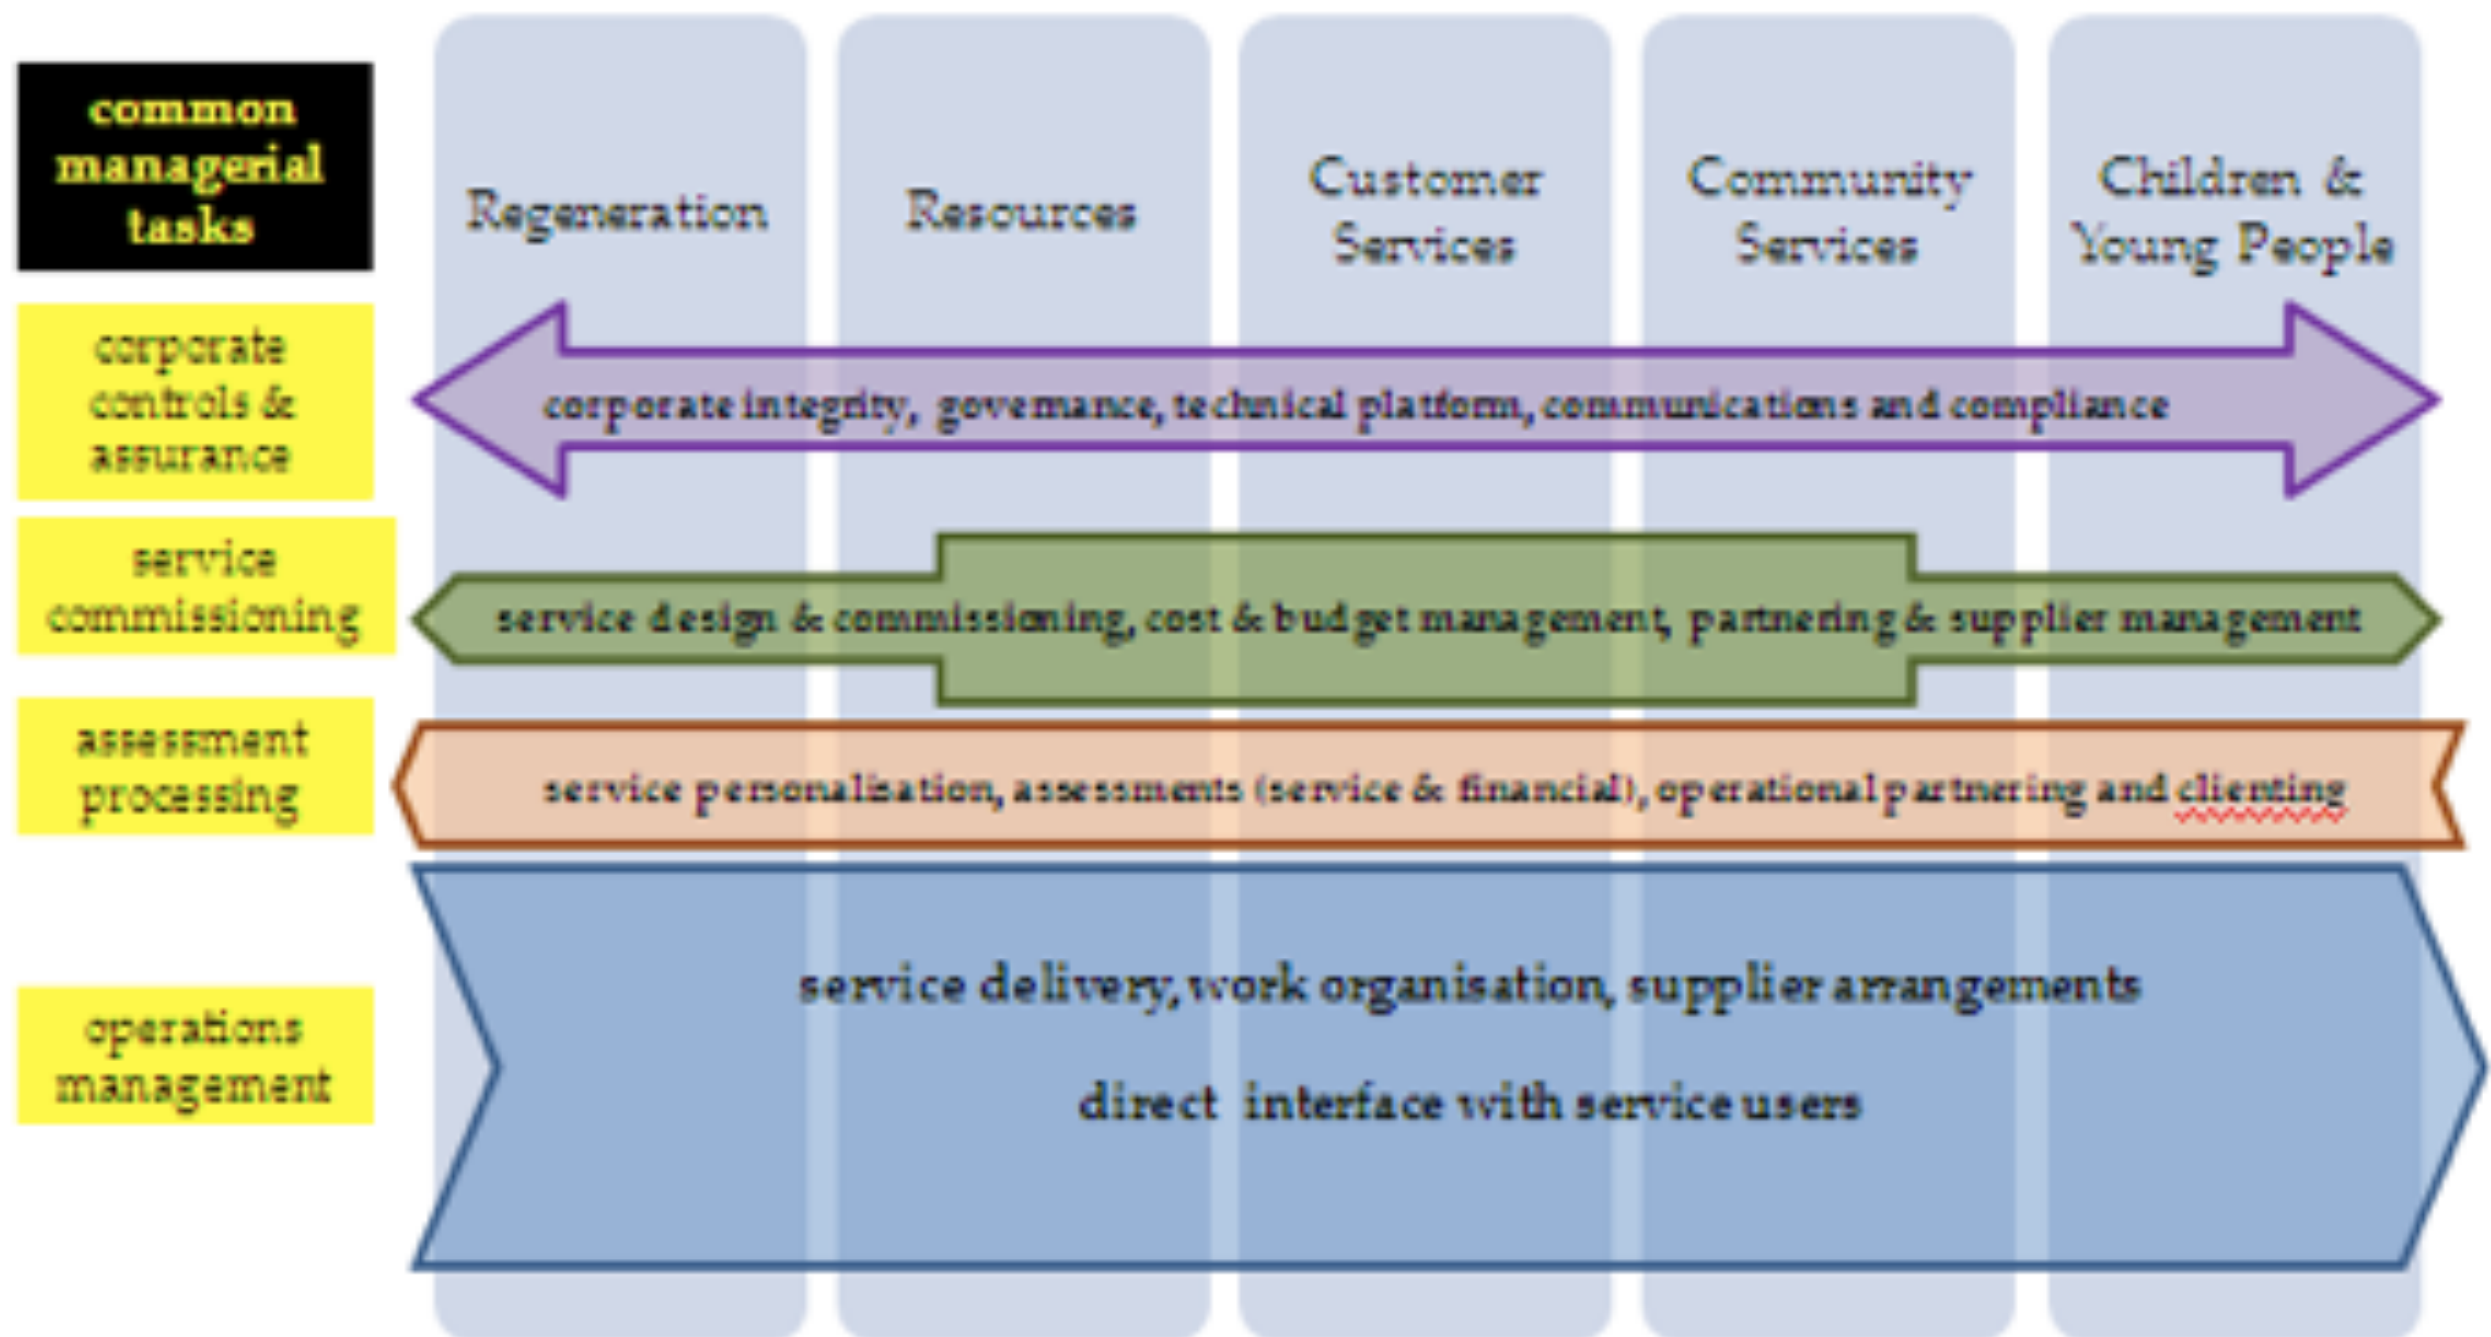 common
managerial
tasks
Regeneration
Resources
Customer
Services
Community
Services
Children &
Young People
corporate
controls &
assurance
corporate integrity, governance, technical platform, communications and compliance
service
commissioning
service design & commissioning, cost & budget management, partnering & supplier management
assessment
processing
service personalisation, assessments (service & financial), operational partnering and clienting
operations
management
service delivery, work organisation, supplier arrangements
direct interface with service users